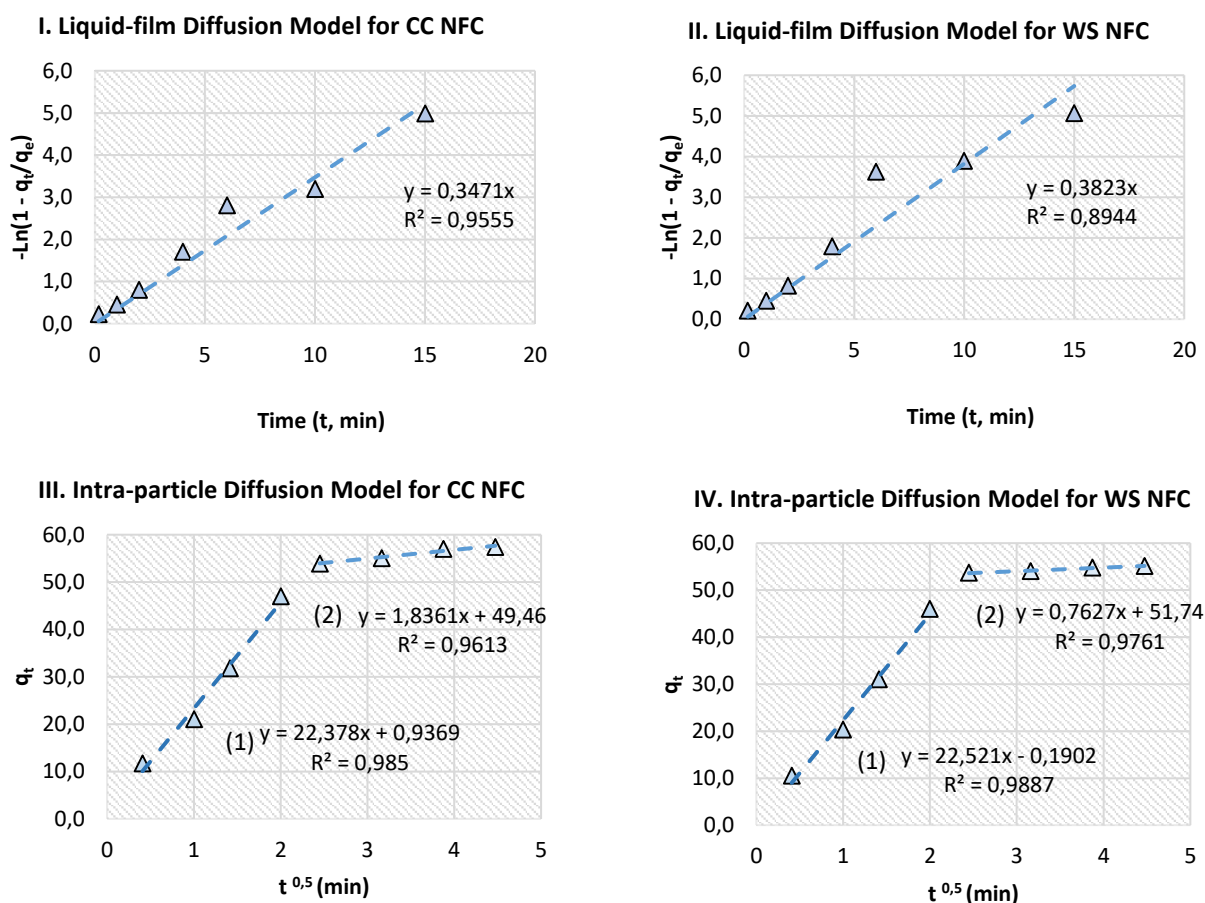 I. Liquid-film Diffusion Model for CC NFC
-Ln(1 - qt/qe)
6,0
5,0
4,0
3,0
2,0
1,0
0,0
y = 0,3471x
R² = 0,9555
0 5 10 15 20
Time (t, min)
II. Liquid-film Diffusion Model for WS NFC
-Ln(1 - qt/qe)
6,0
5,0
4,0
3,0
2,0
1,0
0,0
y = 0,3823x
R² = 0,8944
0 5 10 15 20
Time (t, min)
III. Intra-particle Diffusion Model for CC NFC
qt
60,0
50,0
40,0
30,0
20,0
10,0
0,0
(2) y = 1,8361x + 49,46
R² = 0,9613
(1) y = 22,378x + 0,9369
R² = 0,985
0 1 2 3 4 5
t 0,5 (min)
IV. Intra-particle Diffusion Model for WS NFC
qt
60,0
50,0
40,0
30,0
20,0
10,0
0,0
(2) y = 0,7627x + 51,74
R² = 0,9761
(1) y = 22,521x - 0,1902
R² = 0,9887
0 1 2 3 4 5
t 0,5 (min)